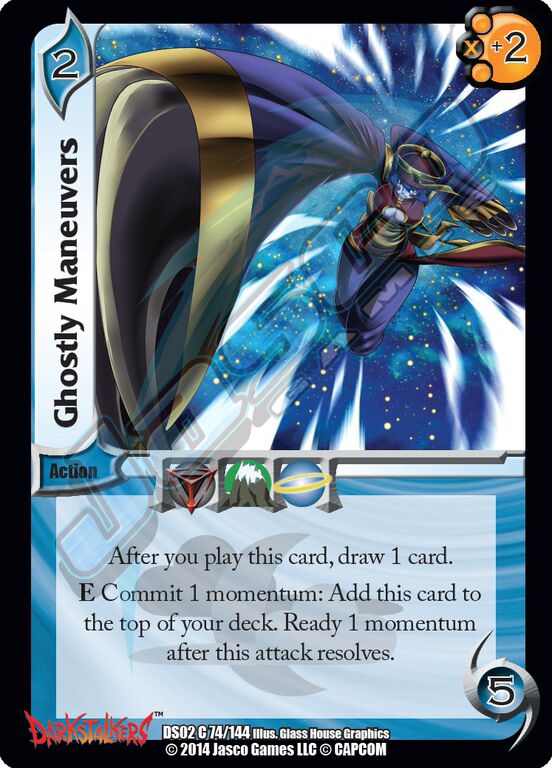 2
X +2
Ghostly Maneuvers
Action
After you play this card, draw 1 card.
E Commit 1 momentum: Add this card to
the top of your deck. Ready 1 momentum
after this attack resolves.
5
DARKSTALKERS™
DS02 C 74/144 Illus. Glass House Graphics
© 2014 Jasco Games LLC © CAPCOM